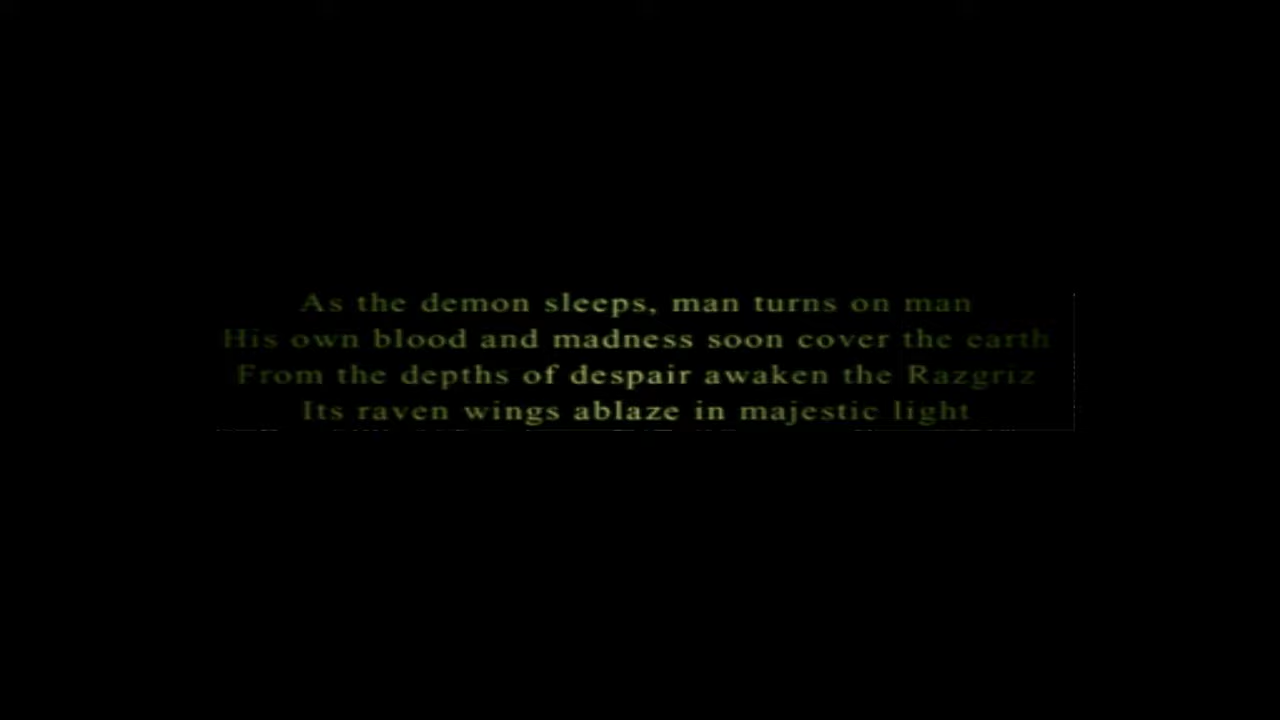 As the demon sleeps, man turns on man
His own blood and madness soon cover the earth
From the depths of despair awaken the Razgriz
Its raven wings ablaze in majestic light